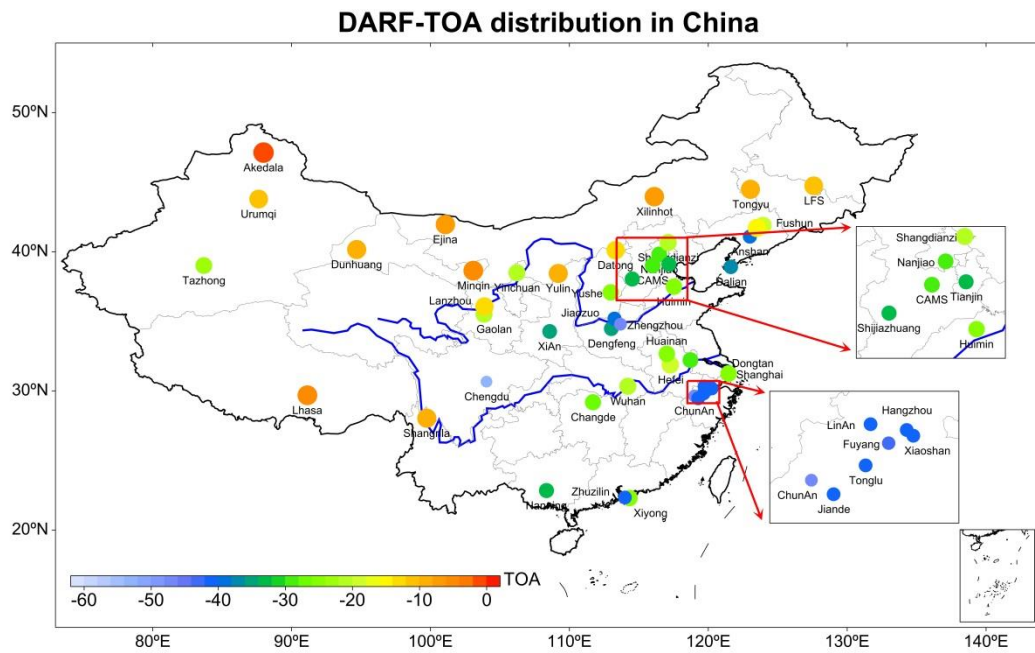 DARF-TOA distribution in China
50ºN
40ºN
30ºN
20ºN
80ºE
90ºE
100ºE
110ºE
120ºE
130ºE
140ºE
Akedala
Urumqi
Tazhong
Dunhuang
Ejina
Minqin
Yinchuan
Lanzhou
Gaolan
Yulin
Xilinhot
Tongyu
LFS
Fushun
Anshan
Dalian
Datong
Shangdianzi
Nanjiao
CAMS
Yushe
Huimin
Jiaozuo
Zhengzhou
Dengfeng
XiAn
Huainan
Hefei
Dongtan
Shanghai
Chengdu
Wuhan
Changde
ChunAn
Lhasa
Shangrila
Nanning
Zhuzilin
Xiyong
Shangdianzi
Nanjiao
CAMS
Tianjin
Shijiazhuang
Huimin
Hangzhou
LinAn
Fuyang
Xiaoshan
Tonglu
ChunAn
Jiande
TOA
-60 -50 -40 -30 -20 -10 0